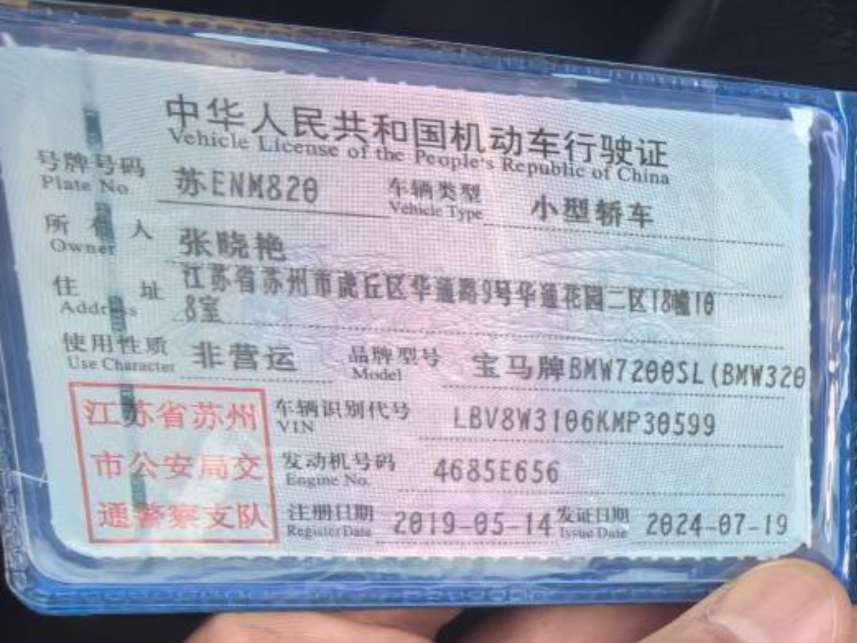 中华人民共和国机动车行驶证
Vehicle License of the People's Republic of China
号牌号码 苏ENM820 车辆类型 小型轿车
Plate No. Vehicle Type
所有人 张晓艳
Owner
住址 江苏省苏州市虎丘区华通路9号华通花园二区18幢10
Address 8室
使用性质 非营运 品牌型号 宝马牌BMW7200SL(BMW320
Use Character Model
江苏省苏州 车辆识别代号 LBV8W3106KMP30599
VIN
市公安局交 发动机号码 4685E656
Engine No.
通警察支队 注册日期 2019-05-14 发证日期 2024-07-19
Register Date Issue Date